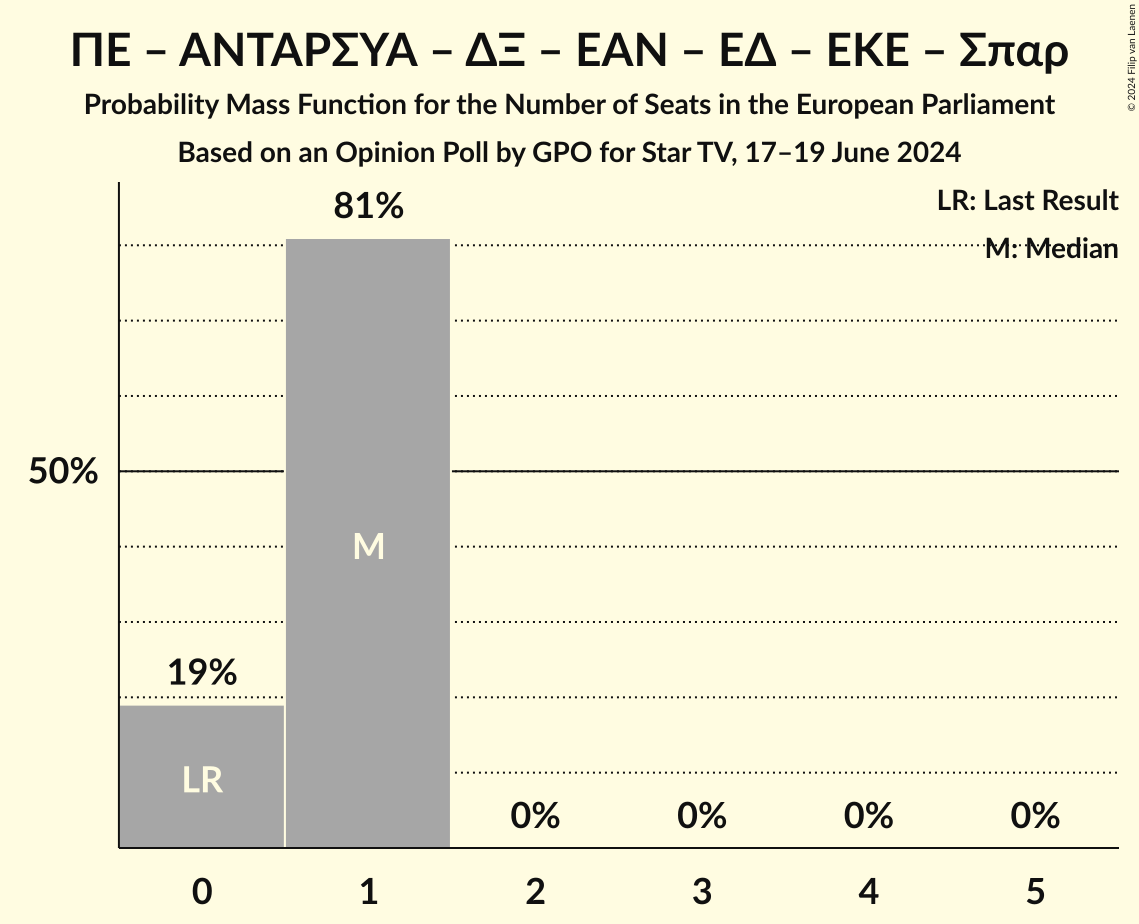 ΠΕ – ΑΝΤΑΡΣΥΑ – ΔΞ – ΕΑΝ – ΕΔ – ΕΚΕ – Σπαρ
Probability Mass Function for the Number of Seats in the European Parliament
Based on an Opinion Poll by GPO for Star TV, 17–19 June 2024
© 2024 Filip van Laenen
LR: Last Result
M: Median
81%
50%
M
19%
LR
0% 0% 0% 0%
0 1 2 3 4 5